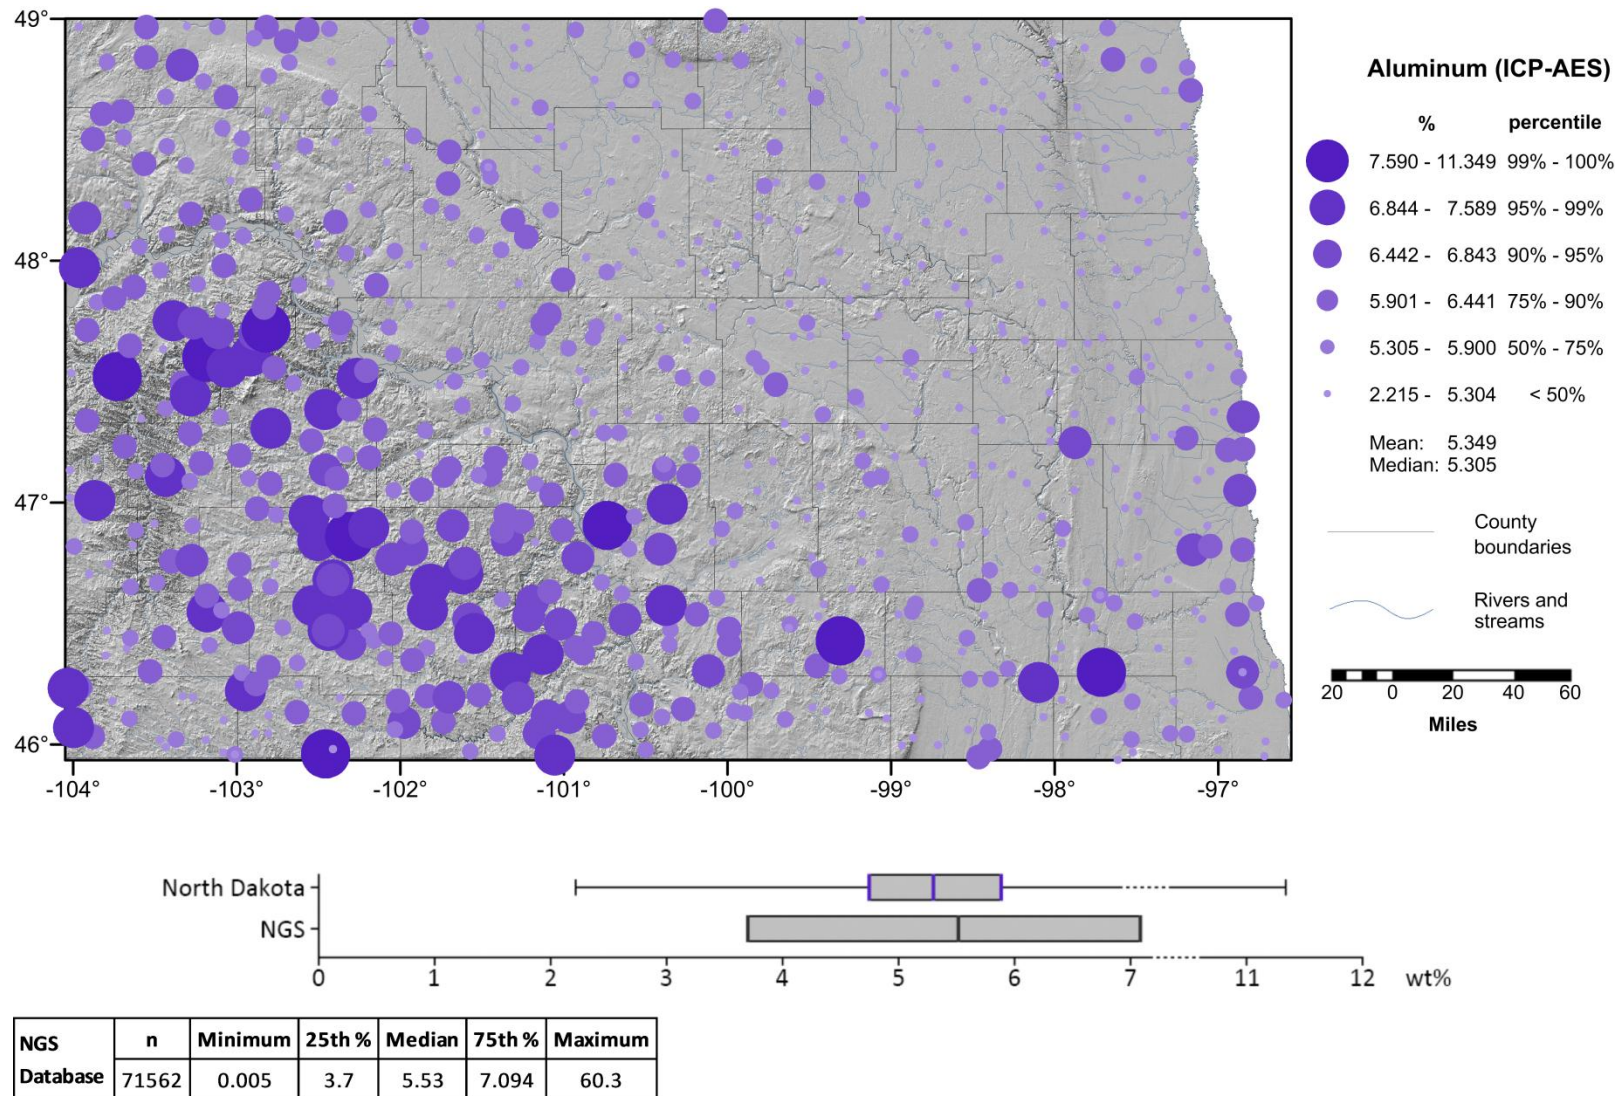 49°
48°
47°
46°
-104°
-103°
-102°
-101°
-100°
-99°
-98°
-97°
Aluminum (ICP-AES)
% percentile
7.590 - 11.349 99% - 100%
6.844 - 7.589 95% - 99%
6.442 - 6.843 90% - 95%
5.901 - 6.441 75% - 90%
5.305 - 5.900 50% - 75%
2.215 - 5.304 < 50%
Mean: 5.349
Median: 5.305
County
boundaries
Rivers and
streams
20 0 20 40 60
Miles
North Dakota
NGS
0 1 2 3 4 5 6 7 11 12 wt%
NGS Database n Minimum 25th % Median 75th % Maximum
71562 0.005 3.7 5.53 7.094 60.3